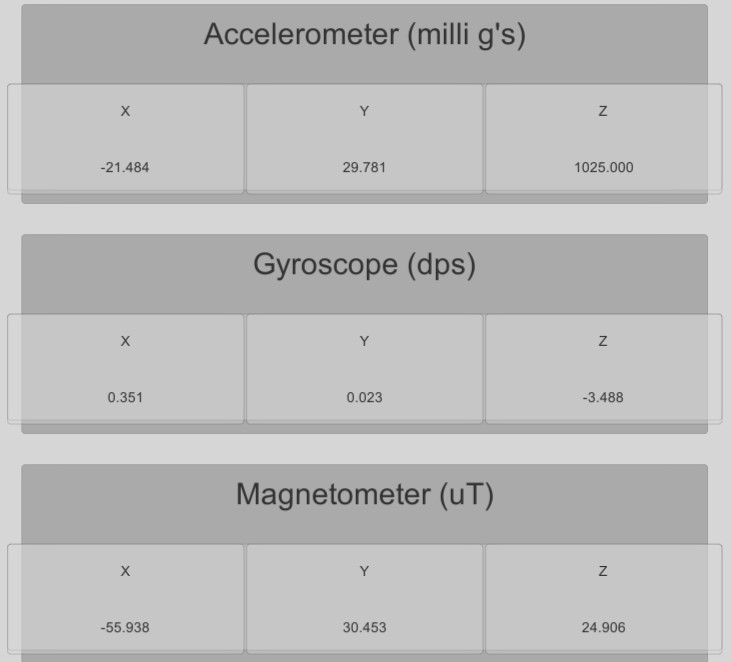 Accelerometer (milli g's)
X Y Z
-21.484 29.781 1025.000
Gyroscope (dps)
X Y Z
0.351 0.023 -3.488
Magnetometer (uT)
X Y Z
-55.938 30.453 24.906